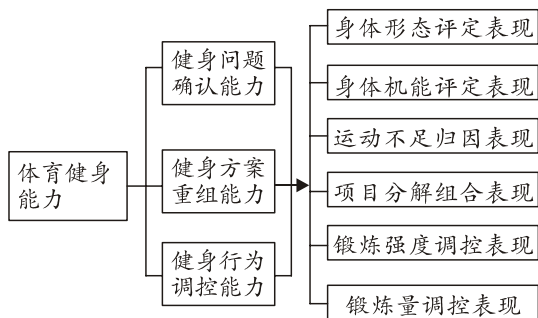 体育健身
能力
健身问题
确认能力
健身方案
重组能力
健身行为
调控能力
身体形态评定表现
身体机能评定表现
运动不足归因表现
项目分解组合表现
锻炼强度调控表现
锻炼量调控表现